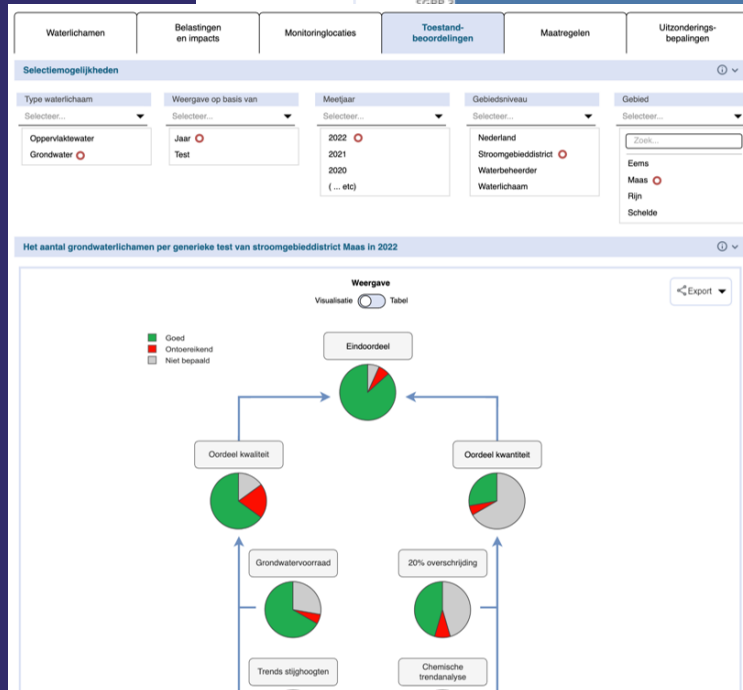 Waterlichamen
Belastingen
en impacts
Monitoringlocaties
Toestand-
beoordelingen
Maatregelen
Uitzonderings-
bepalingen
Selectiemogelijkheden
Type waterlichaam
Selecteer...
Oppervlaktewater
Grondwater
Weergave op basis van
Selecteer...
Jaar
Test
Meetjaar
Selecteer...
2022
2021
2020
( ... etc)
Gebiedsniveau
Selecteer...
Nederland
Stroomgebieddistrict
Waterbeheerder
Waterlichaam
Gebied
Selecteer...
Zoek...
Eems
Maas
Rijn
Schelde
Het aantal grondwaterlichamen per generieke test van stroomgebieddistrict Maas in 2022
Weergave
Visualisatie
Tabel
Export
Goed
Ontoereikend
Niet bepaald
Eindoordeel
Oordeel kwaliteit
Oordeel kwantiteit
Grondwatervoorraad
20% overschrijding
Trends stijghoogten
Chemische
trendanalyse